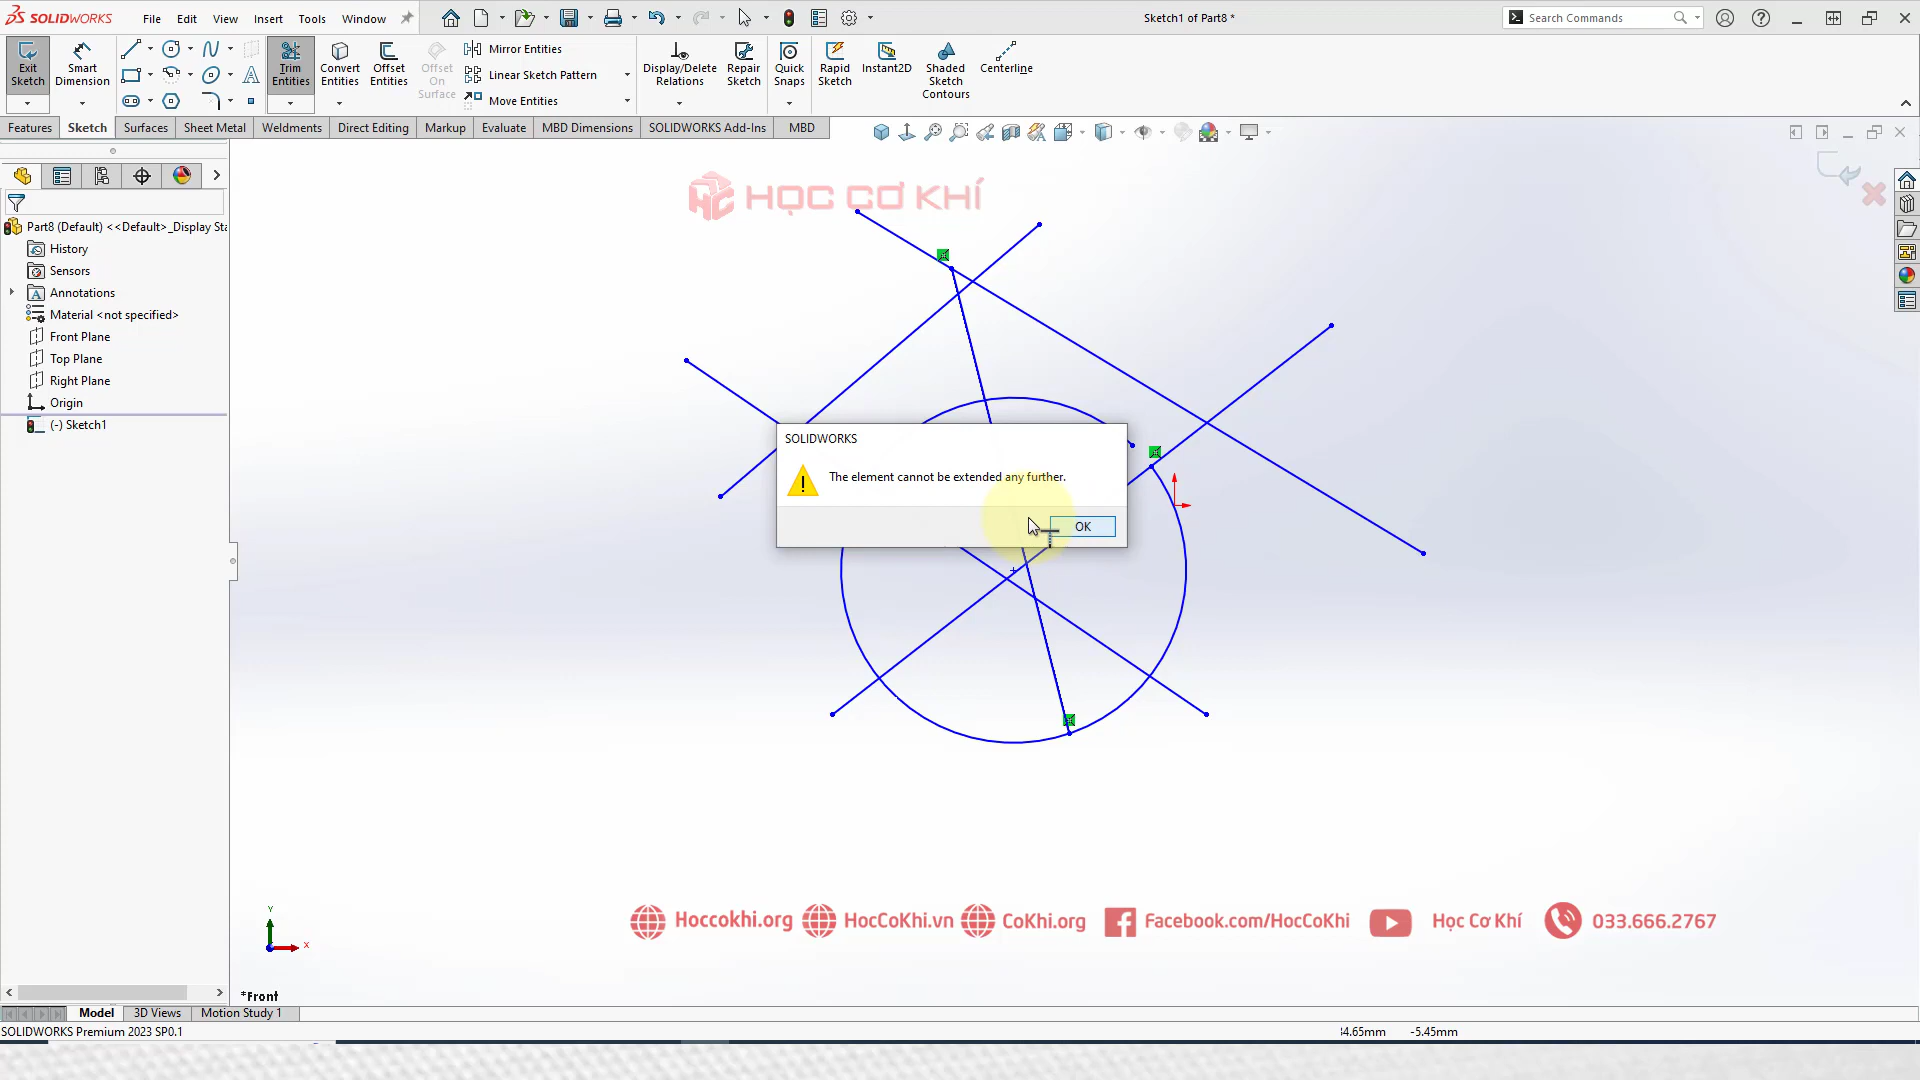 SOLIDWORKS File Edit View Insert Tools Window Sketch1 of Part8 * Search Commands
Exit Sketch
Smart Dimension
Trim Entities
Convert Entities
Offset Entities
Offset On Surface
Mirror Entities
Linear Sketch Pattern
Move Entities
Display/Delete Relations
Repair Sketch
Quick Snaps
Rapid Sketch
Instant2D
Shaded Sketch Contours
Centerline
Features Sketch Surfaces Sheet Metal Weldments Direct Editing Markup Evaluate MBD Dimensions SOLIDWORKS Add-Ins MBD
Part8 (Default) <<Default>_Display Sta
History
Sensors
Annotations
Material <not specified>
Front Plane
Top Plane
Right Plane
Origin
(-) Sketch1
HỌC CƠ KHÍ
SOLIDWORKS
The element cannot be extended any further.
OK
Hoccokhi.org HocCoKhi.vn CoKhi.org Facebook.com/HocCoKhi Học Cơ Khí 033.666.2767
Y
X
*Front
Model 3D Views Motion Study 1
SOLIDWORKS Premium 2023 SP0.1 -5.45mm